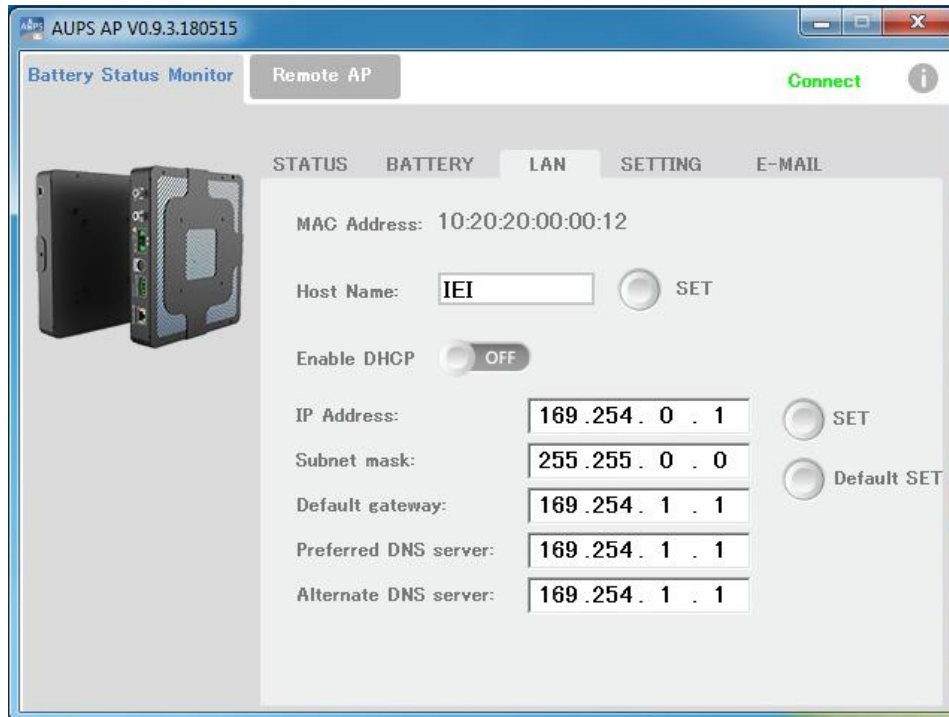 AUPS AP V0.9.3.180515
Battery Status Monitor Remote AP Connect
STATUS BATTERY LAN SETTING E-MAIL
MAC Address: 10:20:20:00:00:12
Host Name: IEI SET
Enable DHCP OFF
IP Address: 169.254. 0 . 1 SET
Subnet mask: 255.255. 0 . 0
Default SET
Default gateway: 169.254. 1 . 1
Preferred DNS server: 169.254. 1 . 1
Alternate DNS server: 169.254. 1 . 1